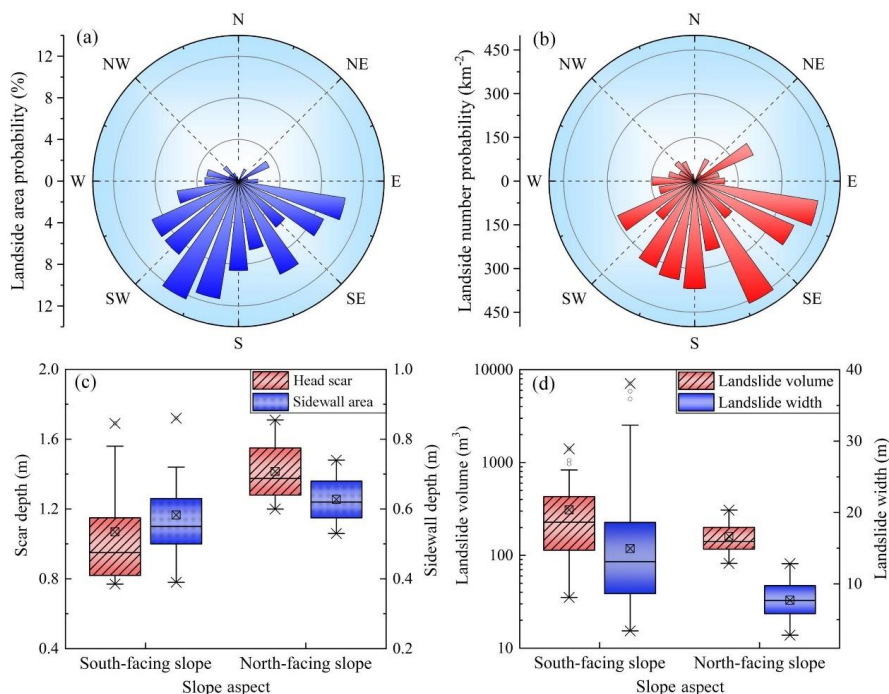 (a)
N
NE
E
SE
S
SW
W
NW
Landside area probability (%)
12
8
4
0
4
8
12
(b)
N
NE
E
SE
S
SW
W
NW
Landside number probability (km-2)
450
300
150
0
150
300
450
(c)
Head scar
Sidewall area
Scar depth (m)
2.0
1.6
1.2
0.8
0.4
Sidewall depth (m)
1.0
0.8
0.6
0.4
0.2
South-facing slope North-facing slope
Slope aspect
(d)
Landslide volume
Landslide width
Landslide volume (m3)
10000
1000
100
10
Landslide width (m)
40
30
20
10
South-facing slope North-facing slope
Slope aspect